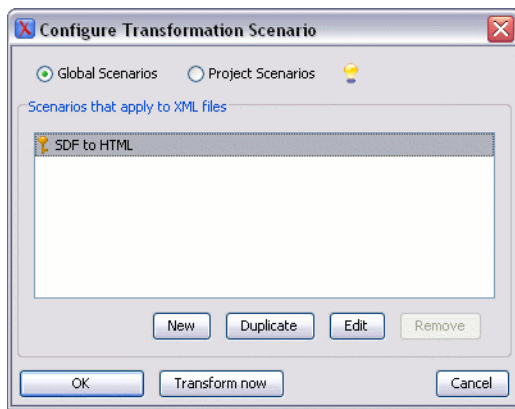 Configure Transformation Scenario
Global Scenarios Project Scenarios
Scenarios that apply to XML files
SDF to HTML
New Duplicate Edit Remove
OK Transform now Cancel